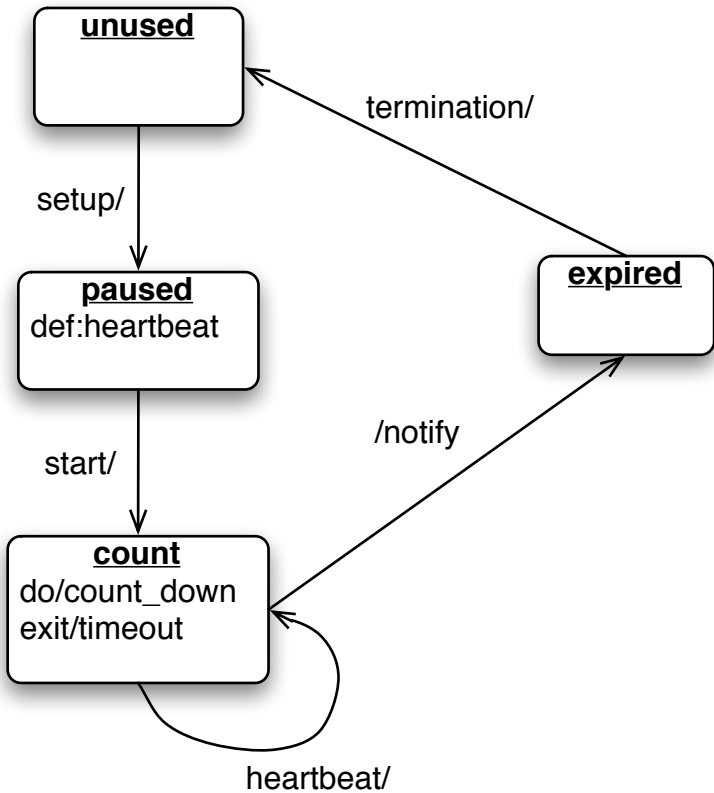 unused
termination/
setup/
expired
paused
def:heartbeat
/notify
start/
count
do/count_down
exit/timeout
heartbeat/